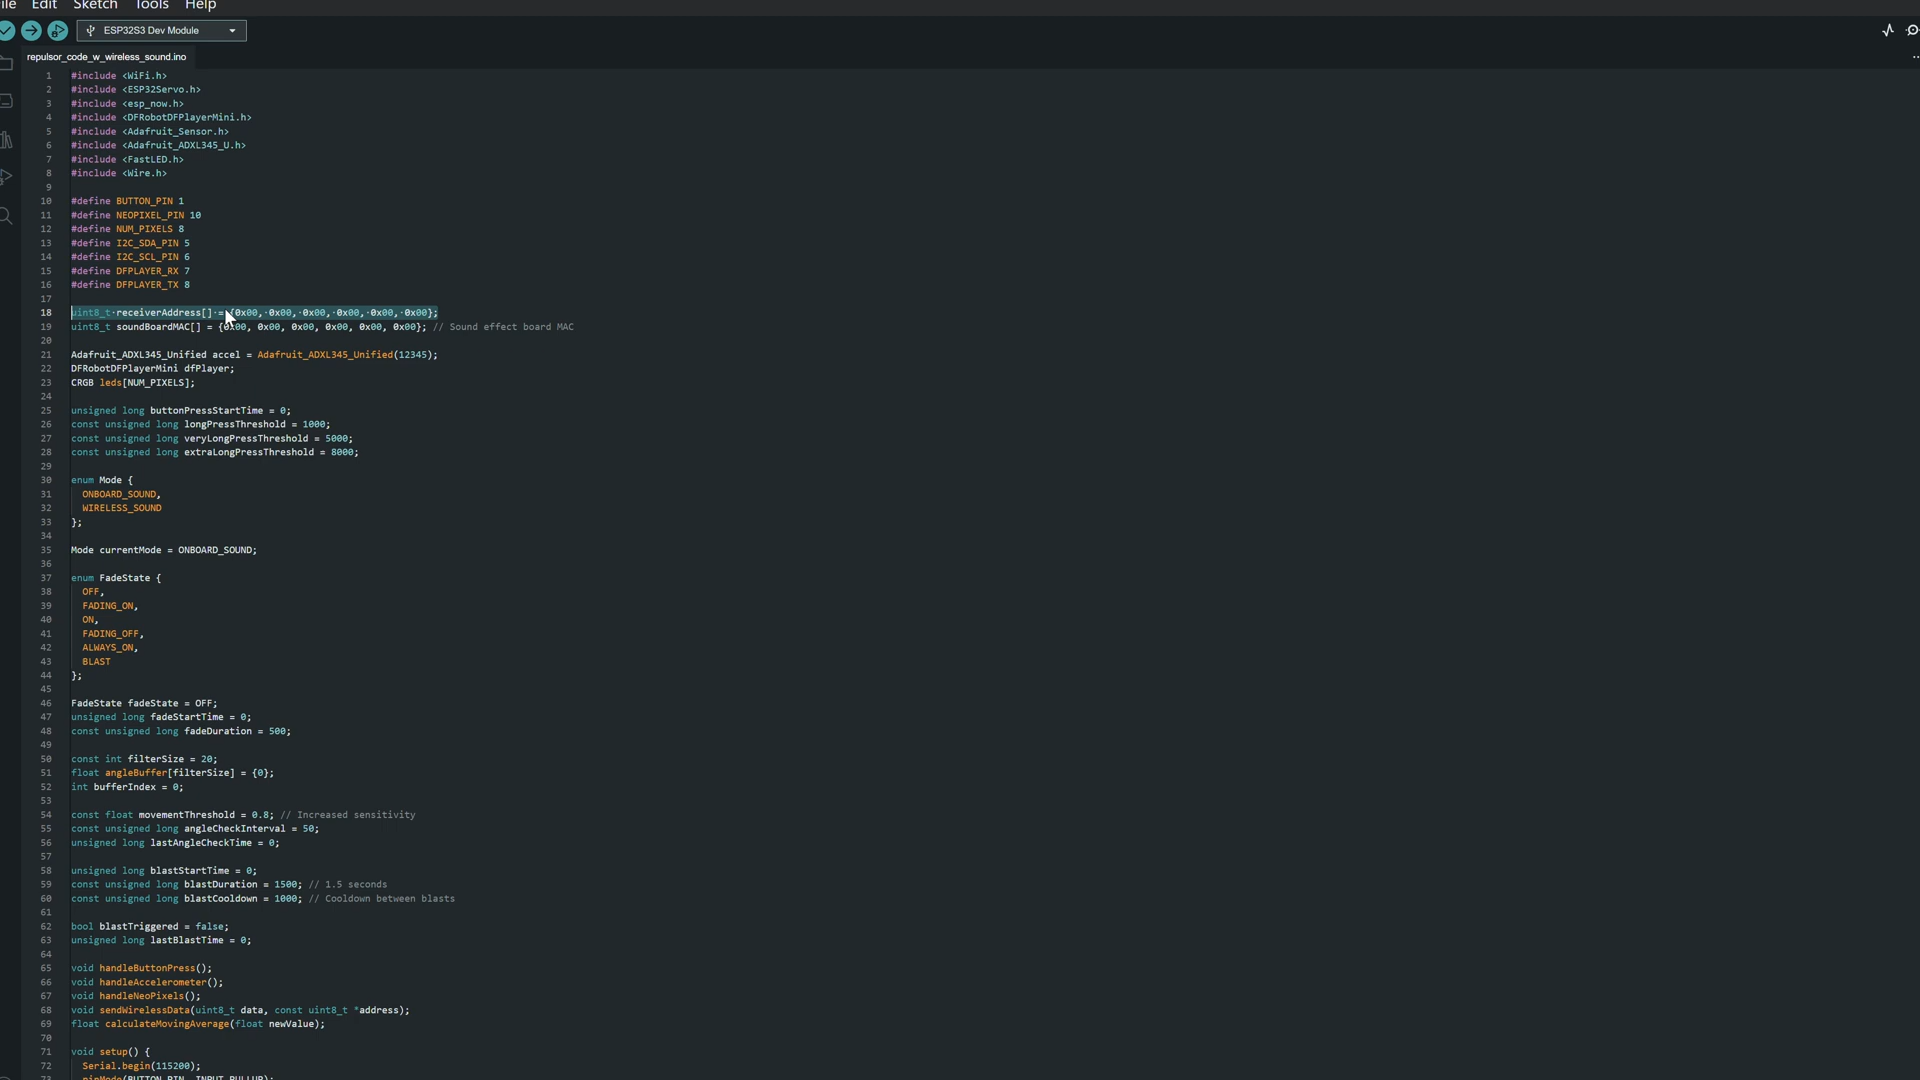 ile Edit Sketch Tools Help
ESP32S3 Dev Module
repulsor_code_w_wireless_sound.ino
1 #include <WiFi.h>
2 #include <ESP32Servo.h>
3 #include <esp_now.h>
4 #include <DFRobotDFPlayerMini.h>
5 #include <Adafruit_Sensor.h>
6 #include <Adafruit_ADXL345_U.h>
7 #include <FastLED.h>
8 #include <Wire.h>
9
10 #define BUTTON_PIN 1
11 #define NEOPIXEL_PIN 10
12 #define NUM_PIXELS 8
13 #define I2C_SDA_PIN 5
14 #define I2C_SCL_PIN 6
15 #define DFPLAYER_RX 7
16 #define DFPLAYER_TX 8
17
18 uint8_t·receiverAddress[]·=·{0x00,·0x00,·0x00,·0x00,·0x00,·0x00};
19 uint8_t soundBoardMAC[] = {0x00, 0x00, 0x00, 0x00, 0x00, 0x00}; // Sound effect board MAC
20
21 Adafruit_ADXL345_Unified accel = Adafruit_ADXL345_Unified(12345);
22 DFRobotDFPlayerMini dfPlayer;
23 CRGB leds[NUM_PIXELS];
24
25 unsigned long buttonPressStartTime = 0;
26 const unsigned long longPressThreshold = 1000;
27 const unsigned long veryLongPressThreshold = 5000;
28 const unsigned long extraLongPressThreshold = 8000;
29
30 enum Mode {
31 ONBOARD_SOUND,
32 WIRELESS_SOUND
33 };
34
35 Mode currentMode = ONBOARD_SOUND;
36
37 enum FadeState {
38 OFF,
39 FADING_ON,
40 ON,
41 FADING_OFF,
42 ALWAYS_ON,
43 BLAST
44 };
45
46 FadeState fadeState = OFF;
47 unsigned long fadeStartTime = 0;
48 const unsigned long fadeDuration = 500;
49
50 const int filterSize = 20;
51 float angleBuffer[filterSize] = {0};
52 int bufferIndex = 0;
53
54 const float movementThreshold = 0.8; // Increased sensitivity
55 const unsigned long angleCheckInterval = 50;
56 unsigned long lastAngleCheckTime = 0;
57
58 unsigned long blastStartTime = 0;
59 const unsigned long blastDuration = 1500; // 1.5 seconds
60 const unsigned long blastCooldown = 1000; // Cooldown between blasts
61
62 bool blastTriggered = false;
63 unsigned long lastBlastTime = 0;
64
65 void handleButtonPress();
66 void handleAccelerometer();
67 void handleNeoPixels();
68 void sendWirelessData(uint8_t data, const uint8_t *address);
69 float calculateMovingAverage(float newValue);
70
71 void setup() {
72 Serial.begin(115200);
73 pinMode(BUTTON_PIN, INPUT_PULLUP);